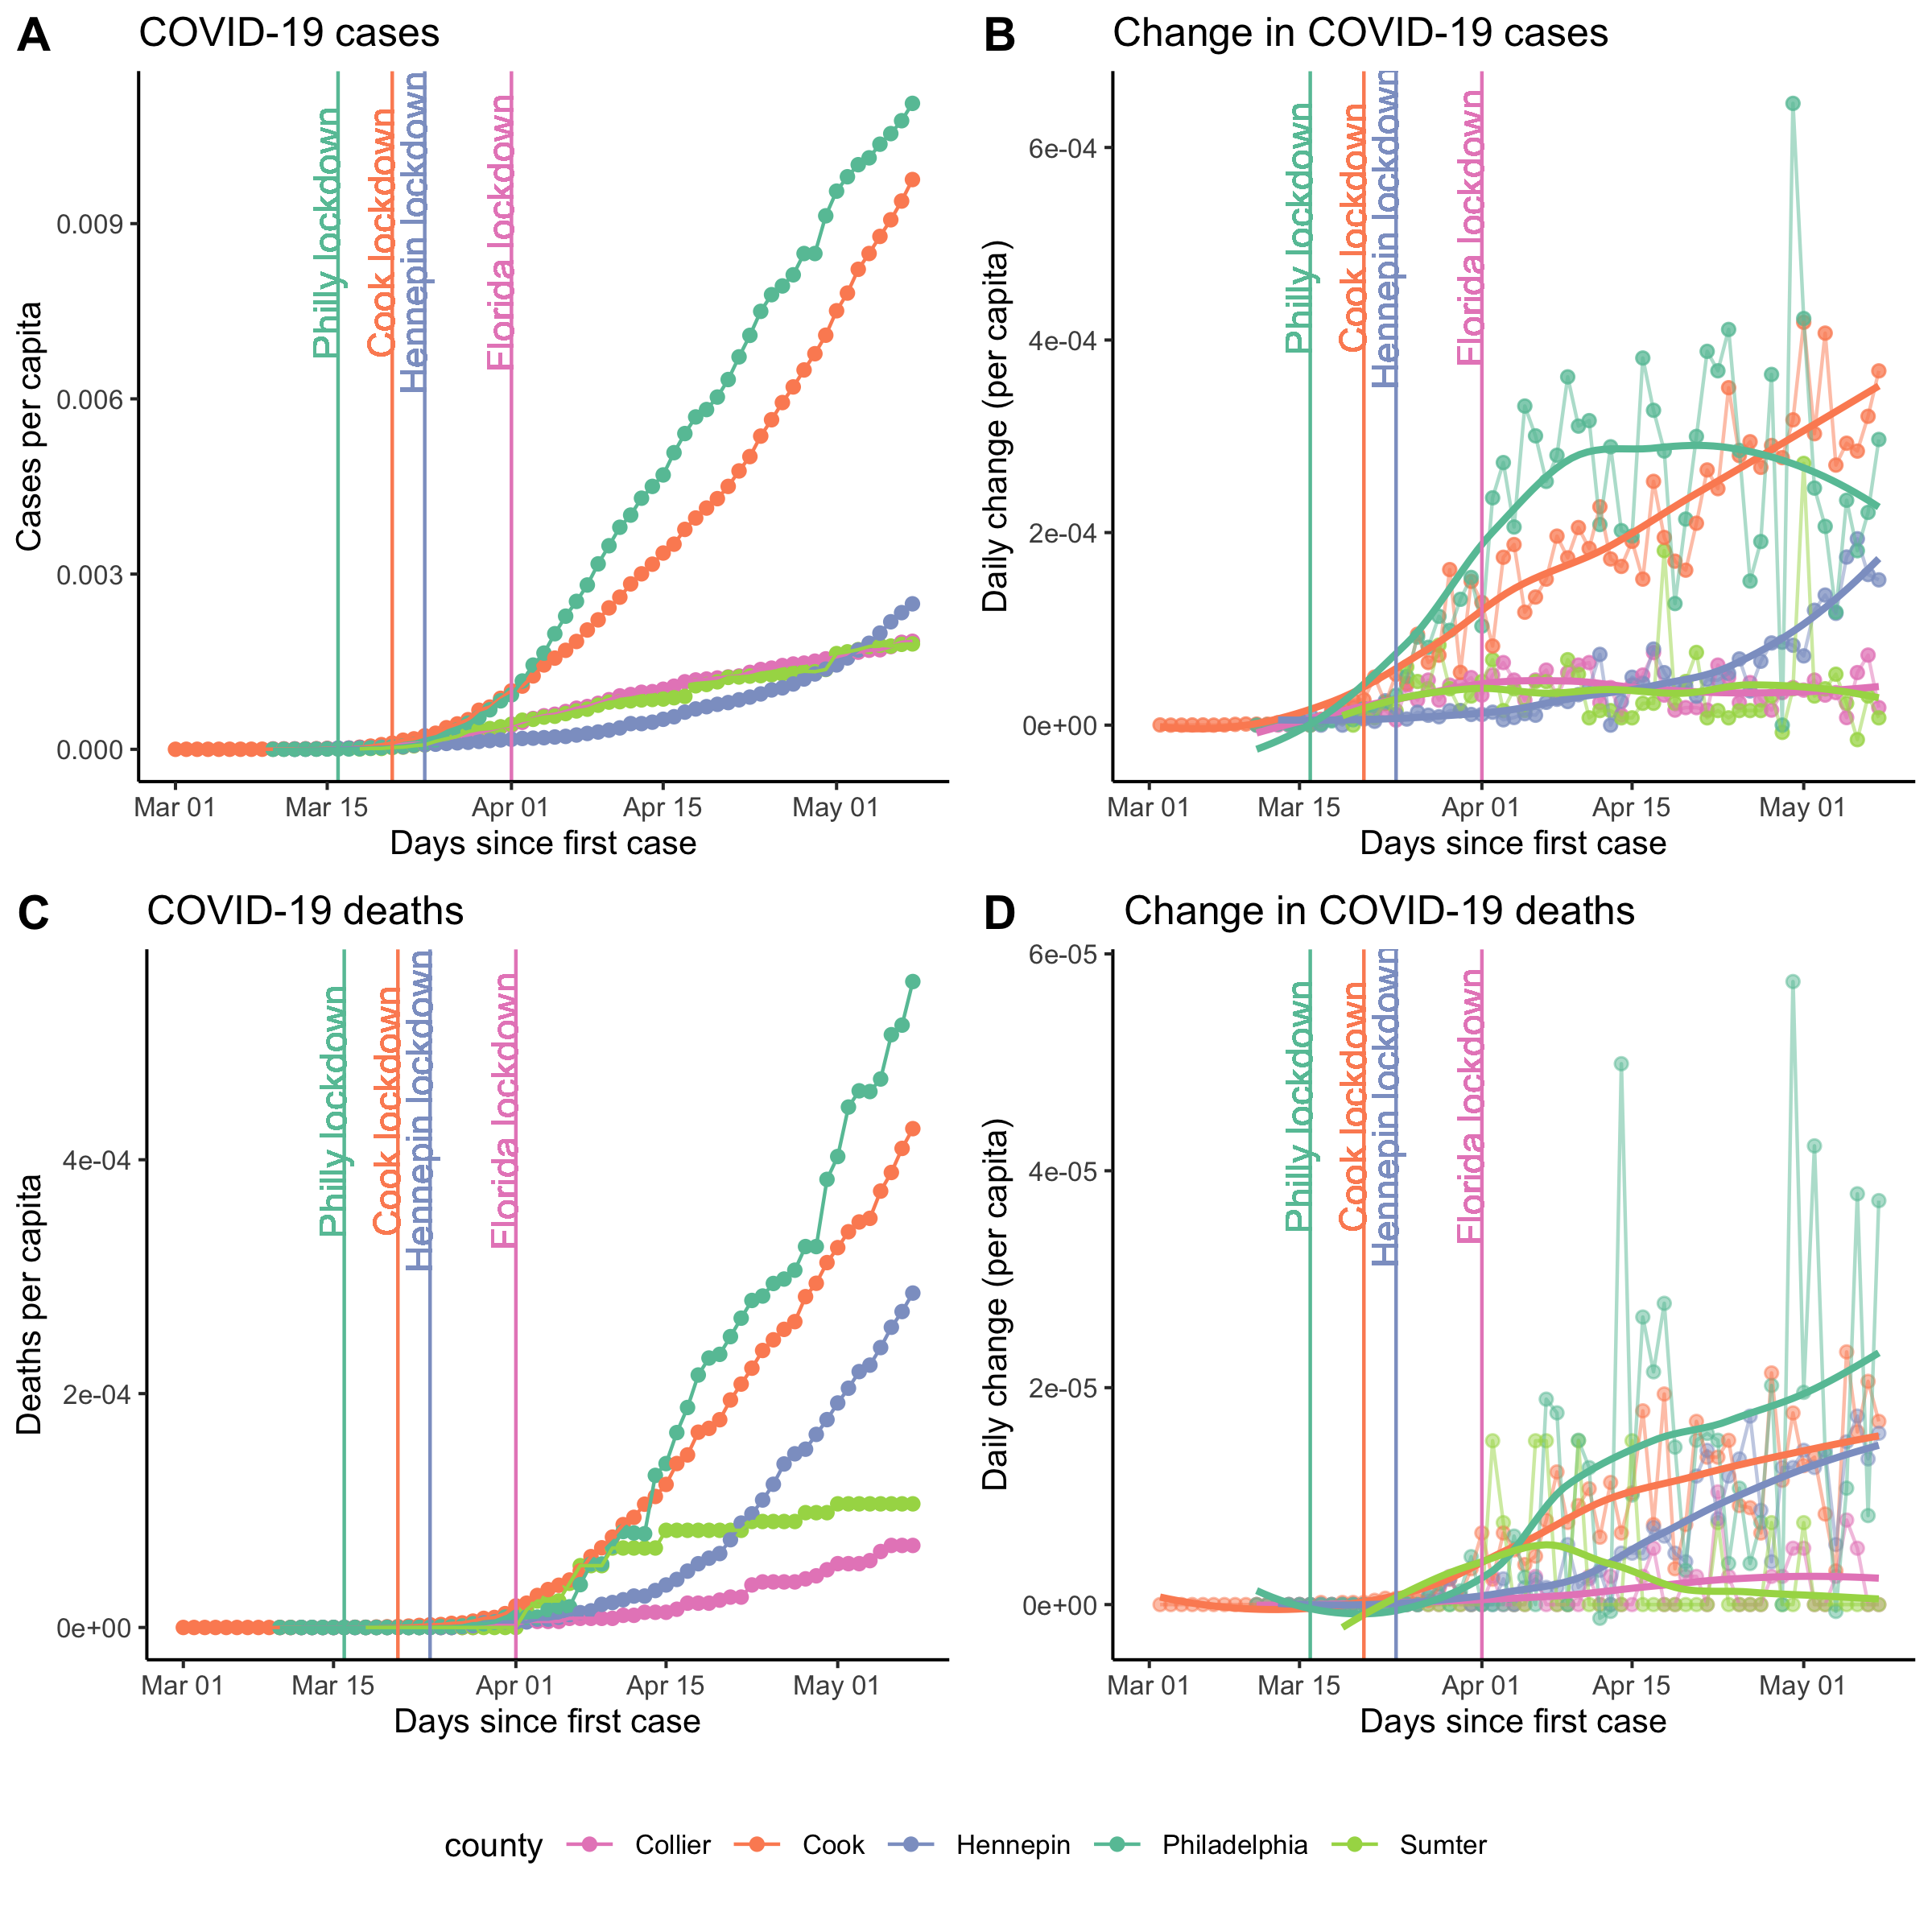 A
COVID-19 cases
Cases per capita
0.009
0.006
0.003
0.000
Philly lockdown
Cook lockdown
Hennepin lockdown
Florida lockdown
Mar 01
Mar 15
Apr 01
Apr 15
May 01
Days since first case
B
Change in COVID-19 cases
Daily change (per capita)
6e-04
4e-04
2e-04
0e+00
Philly lockdown
Cook lockdown
Hennepin lockdown
Florida lockdown
Mar 01
Mar 15
Apr 01
Apr 15
May 01
Days since first case
C
COVID-19 deaths
Deaths per capita
4e-04
2e-04
0e+00
Philly lockdown
Cook lockdown
Hennepin lockdown
Florida lockdown
Mar 01
Mar 15
Apr 01
Apr 15
May 01
Days since first case
D
Change in COVID-19 deaths
Daily change (per capita)
6e-05
4e-05
2e-05
0e+00
Philly lockdown
Cook lockdown
Hennepin lockdown
Florida lockdown
Mar 01
Mar 15
Apr 01
Apr 15
May 01
Days since first case
county Collier Cook Hennepin Philadelphia Sumter